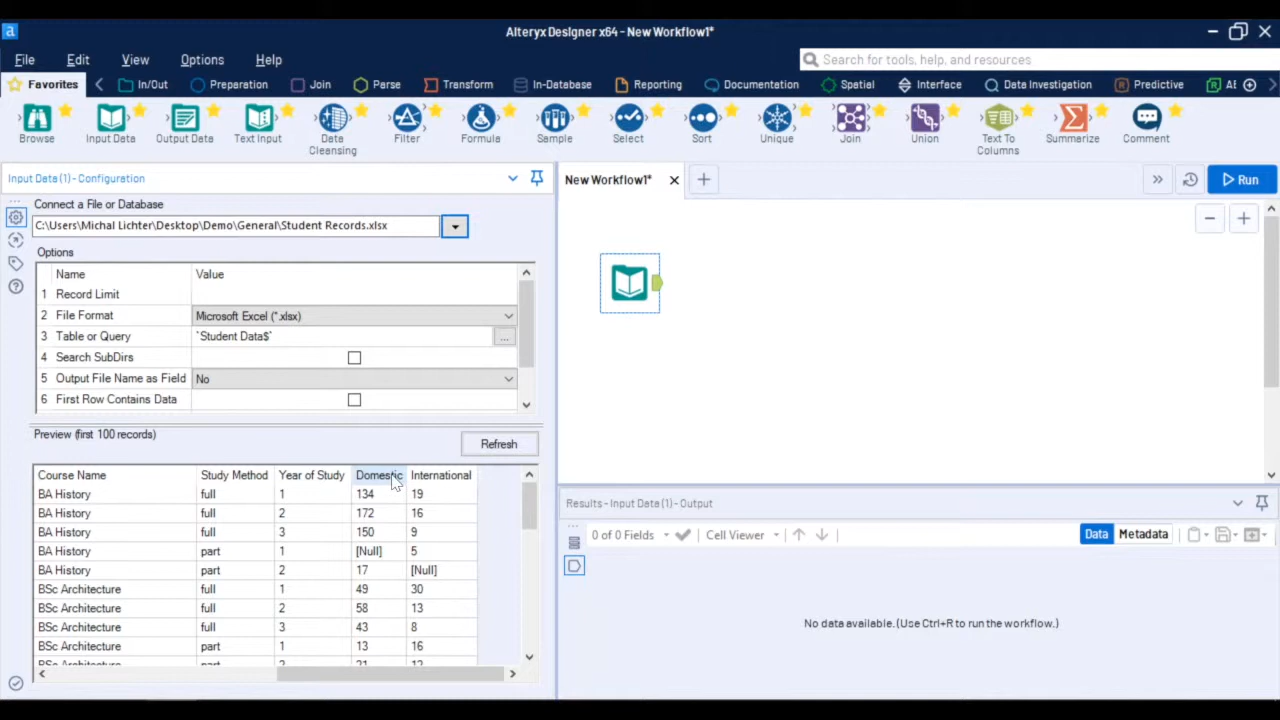 a Alteryx Designer x64 - New Workflow1*
File Edit View Options Help Search for tools, help, and resources
Favorites In/Out Preparation Join Parse Transform In-Database Reporting Documentation Spatial Interface Data Investigation Predictive
Browse Input Data Output Data Text Input Data Cleansing Filter Formula Sample Select Sort Unique Join Union Text To Columns Summarize Comment
Input Data (1) - Configuration
New Workflow1*
Run
Connect a File or Database
C:\Users\Michal Lichter\Desktop\Demo\General\Student Records.xlsx
Options
Name Value
1 Record Limit
2 File Format Microsoft Excel (*.xlsx)
3 Table or Query `Student Data$` ...
4 Search SubDirs
5 Output File Name as Field No
6 First Row Contains Data
Preview (first 100 records)
Refresh
Course Name Study Method Year of Study Domestic International
BA History full 1 134 19
BA History full 2 172 16
BA History full 3 150 9
BA History part 1 [Null] 5
BA History part 2 17 [Null]
BSc Architecture full 1 49 30
BSc Architecture full 2 58 13
BSc Architecture full 3 43 8
BSc Architecture part 1 13 16
BSc Architecture part 2 21 12
Results - Input Data (1) - Output
0 of 0 Fields Cell Viewer Data Metadata
No data available. (Use Ctrl+R to run the workflow.)